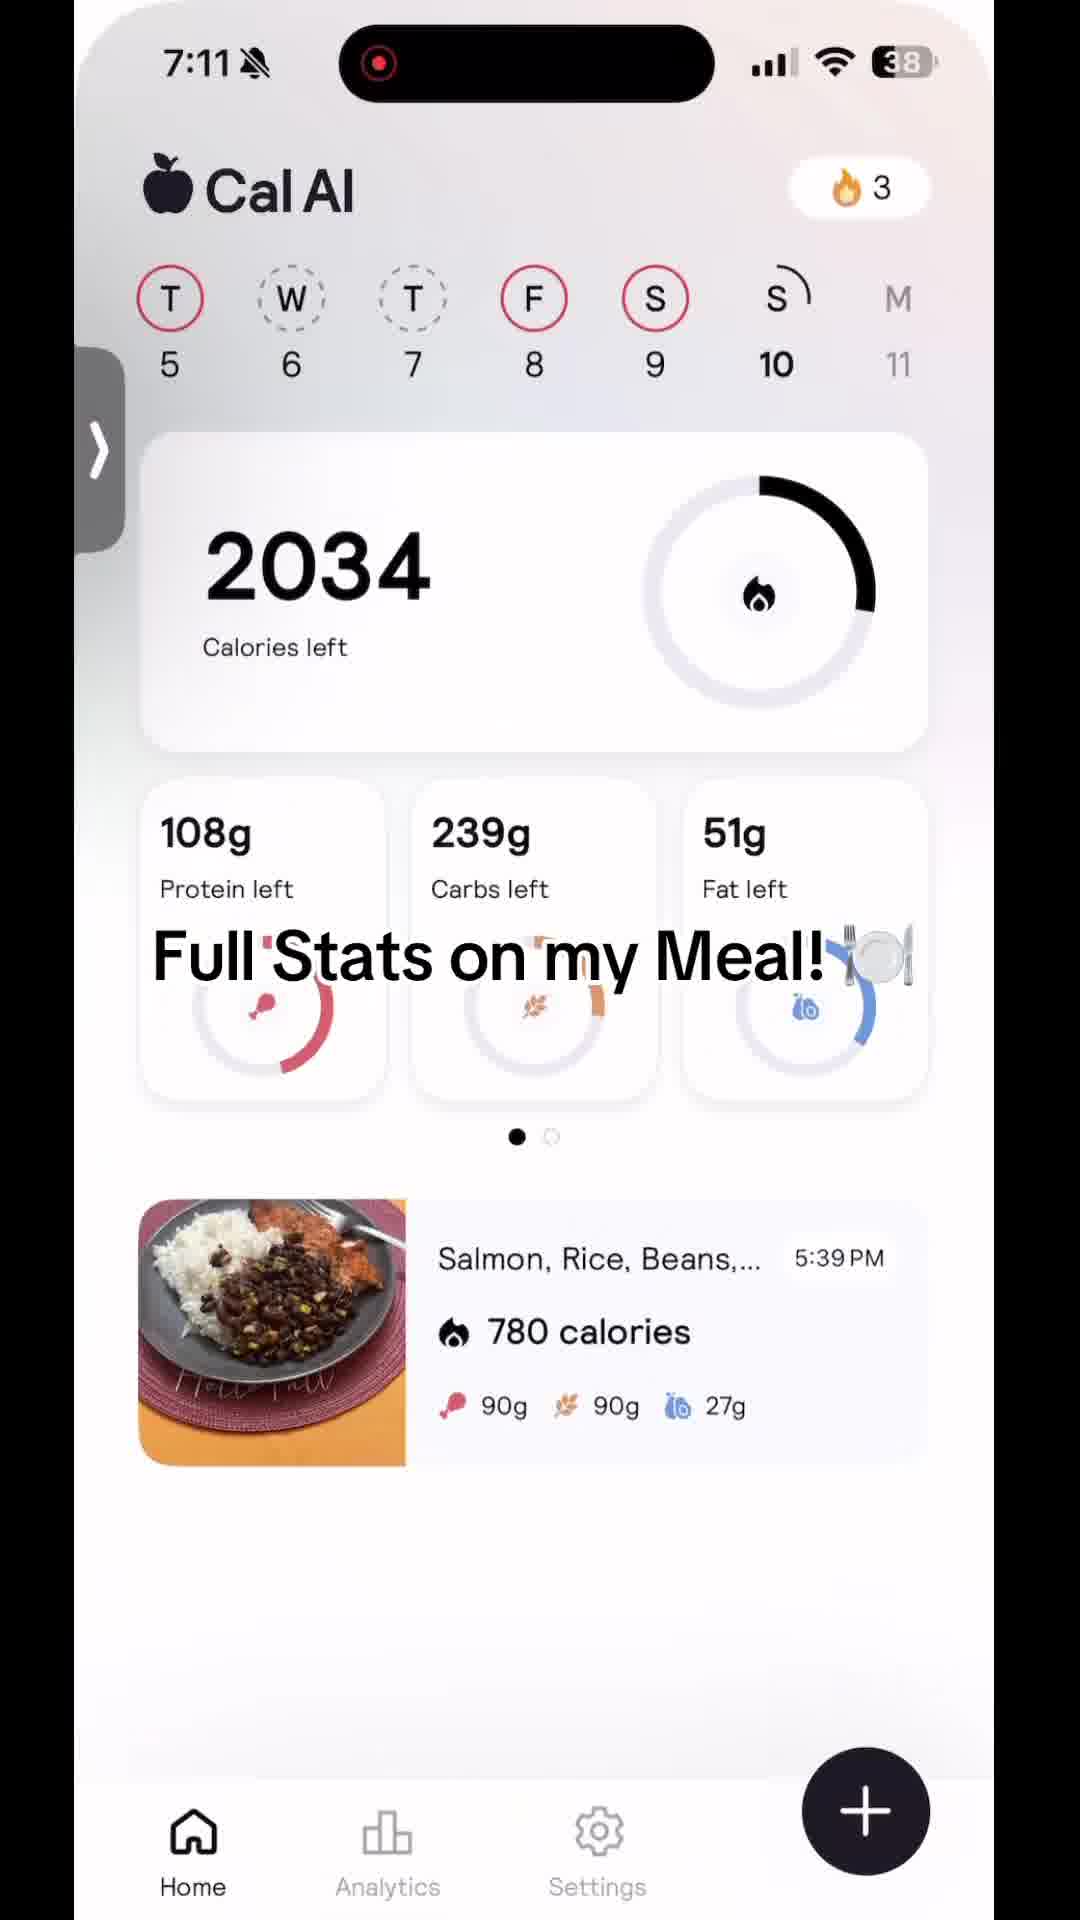 7:11
38
Cal AI
3
T W T F S S M
5 6 7 8 9 10 11
2034
Calories left
108g 239g 51g
Protein left Carbs left Fat left
Full Stats on my Meal!
Salmon, Rice, Beans,... 5:39 PM
780 calories
90g 90g 27g
Home Analytics Settings